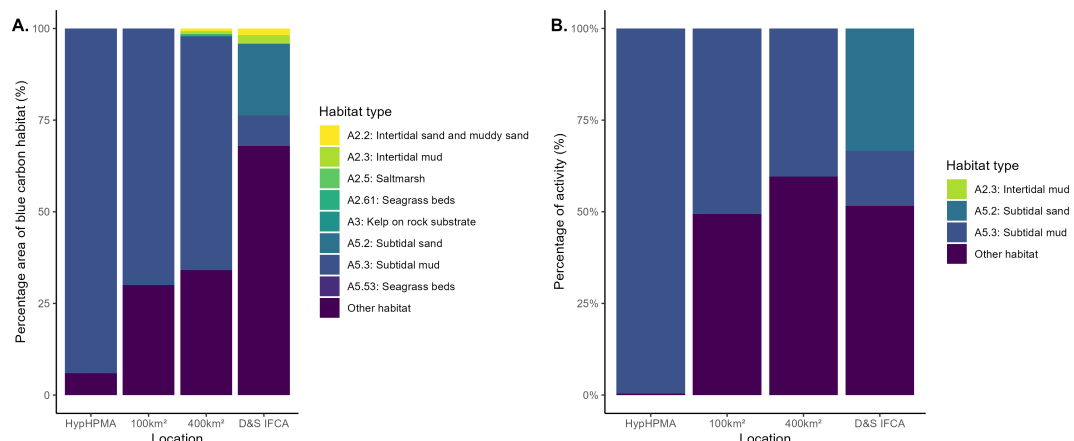 A.
Percentage area of blue carbon habitat (%)
100
75
50
25
0
HypHPMA 100km² 400km² D&S IFCA
Location
Habitat type
A2.2: Intertidal sand and muddy sand
A2.3: Intertidal mud
A2.5: Saltmarsh
A2.61: Seagrass beds
A3: Kelp on rock substrate
A5.2: Subtidal sand
A5.3: Subtidal mud
A5.53: Seagrass beds
Other habitat
B.
Percentage of activity (%)
100%
75%
50%
25%
0%
HypHPMA 100km² 400km² D&S IFCA
Location
Habitat type
A2.3: Intertidal mud
A5.2: Subtidal sand
A5.3: Subtidal mud
Other habitat